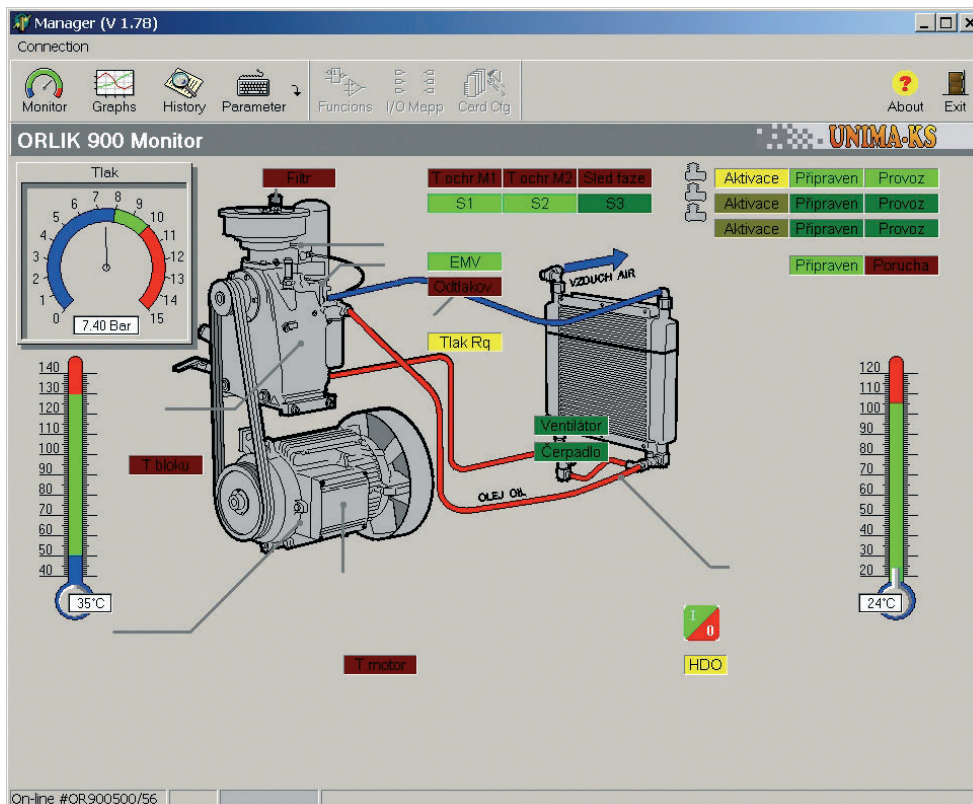 Manager (V 1.78)
Connection
Monitor Graphs History Parameter Funcions I/O Mapp Card Cfg About Exit
ORLIK 900 Monitor UNIMA-KS
Tlak
0 1 2 3 4 5 6 7 8 9 10 11 12 13 14 15
7.40 Bar
Filtr
T ochr.M1 T ochr.M2 Sled faze
S1 S2 S3
Aktivace Připraven Provoz
Aktivace Připraven Provoz
Aktivace Připraven Provoz
EMV
Připraven Porucha
Odtlakov.
VZDUCH AIR
Tlak Rq
140
130
120
110
100
90
80
70
60
50
40
35°C
T bloku
Ventilátor
Čerpadlo
OLEJ OIL
120
110
100
90
80
70
60
50
40
30
20
24°C
I
0
T motor
HDO
On-line #OR900500/56